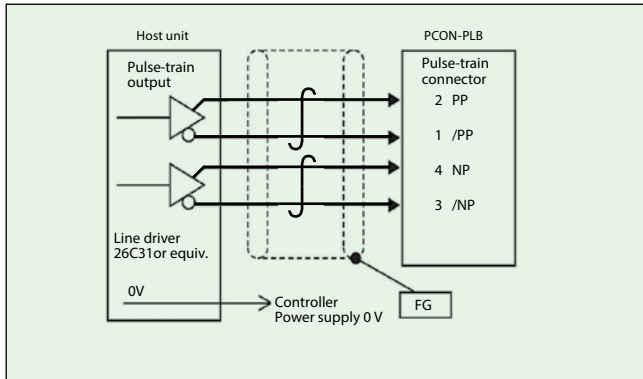 Host unit
PCON-PLB
Pulse-train
output
Pulse-train
connector
2 PP
1 /PP
4 NP
3 /NP
Line driver
26C31or equiv.
0V
Controller
Power supply 0 V
FG